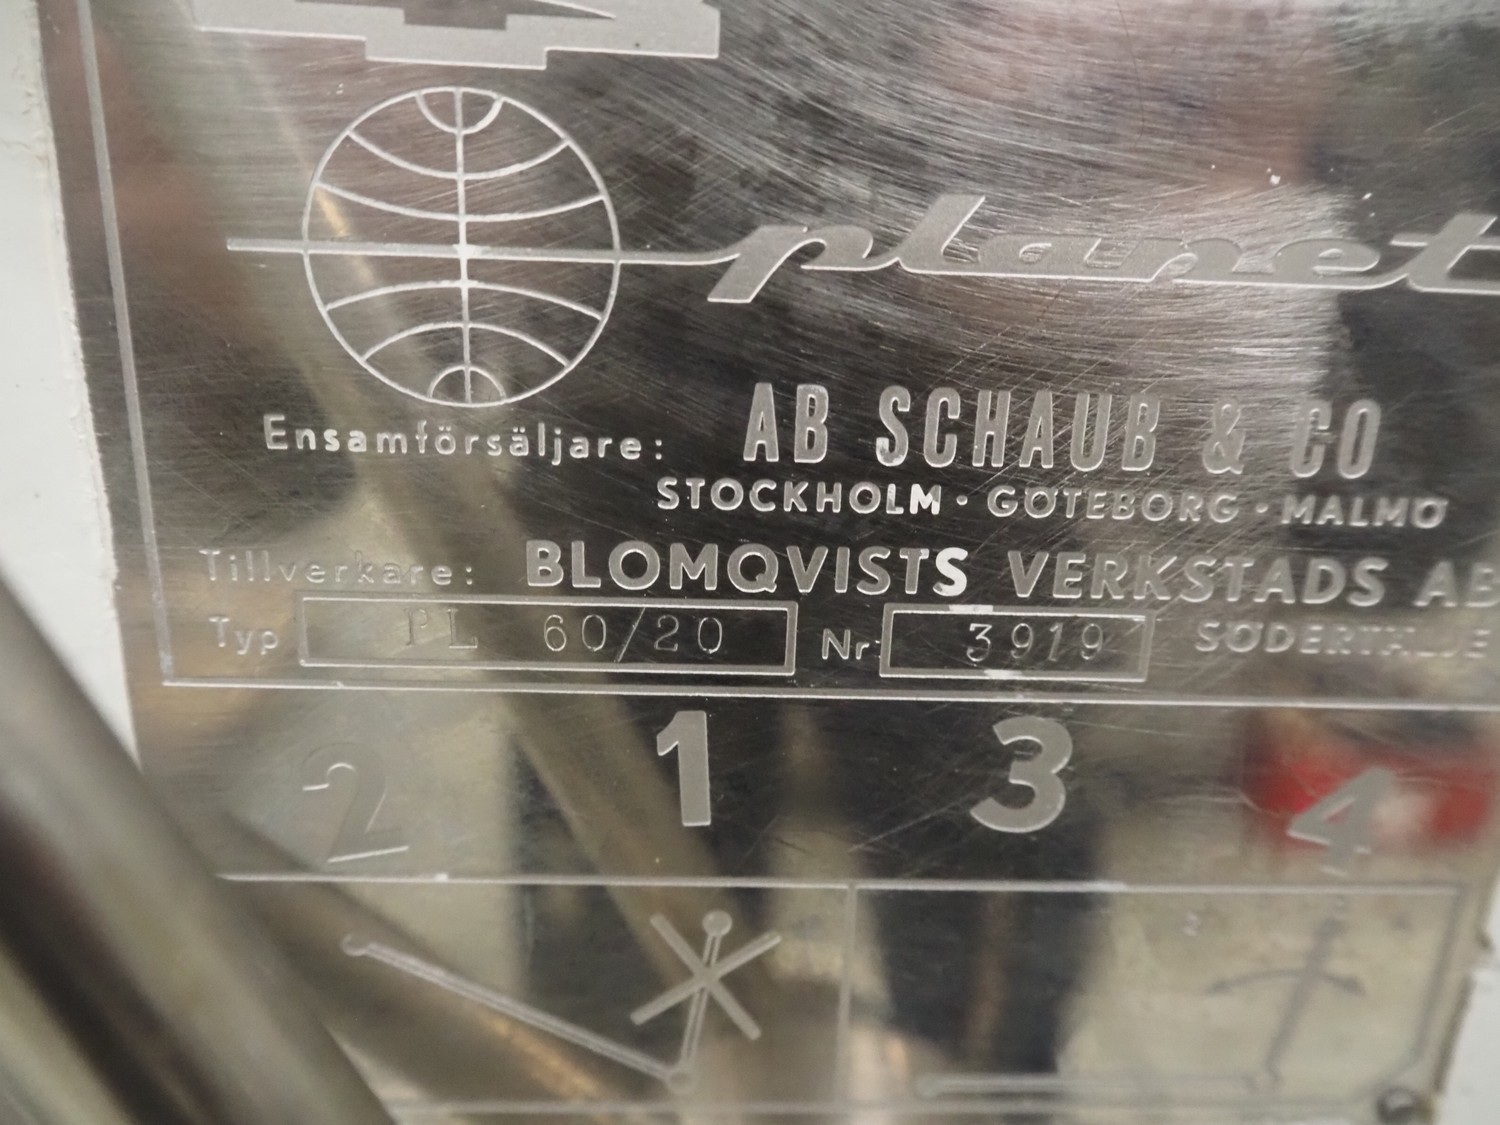 planet
Ensamförsäljare: AB SCHAUB & CO
STOCKHOLM · GÖTEBORG · MALMÖ
Tillverkare: BLOMQVISTS VERKSTADS AB
Typ PL 60/20 Nr: 3919 SÖDERTÄLJE
2 1 3 4